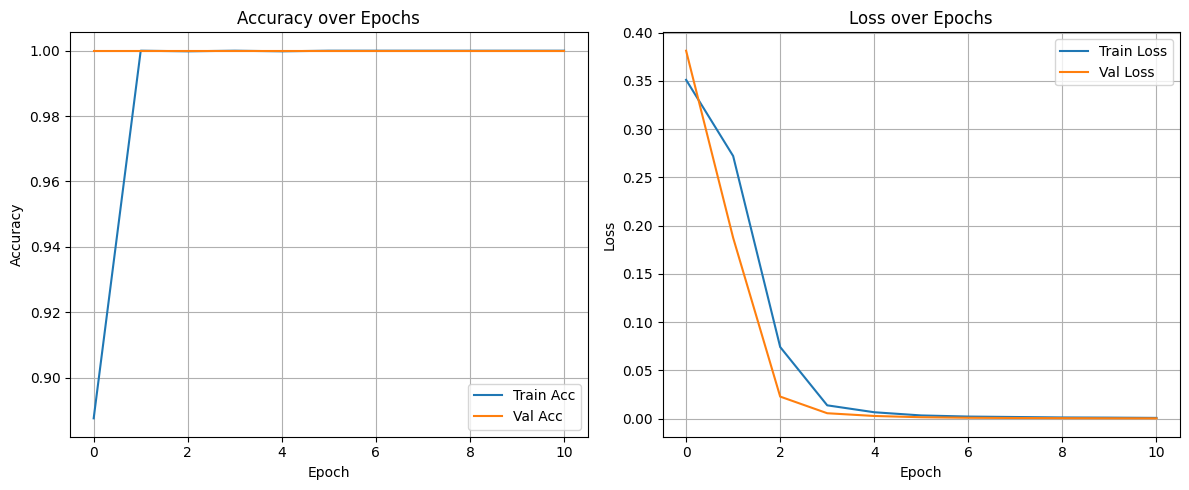 Accuracy over Epochs
1.00
0.98
0.96
0.94
0.92
0.90
Accuracy
0 2 4 6 8 10
Epoch
Train Acc
Val Acc
Loss over Epochs
0.40
0.35
0.30
0.25
0.20
0.15
0.10
0.05
0.00
Loss
0 2 4 6 8 10
Epoch
Train Loss
Val Loss